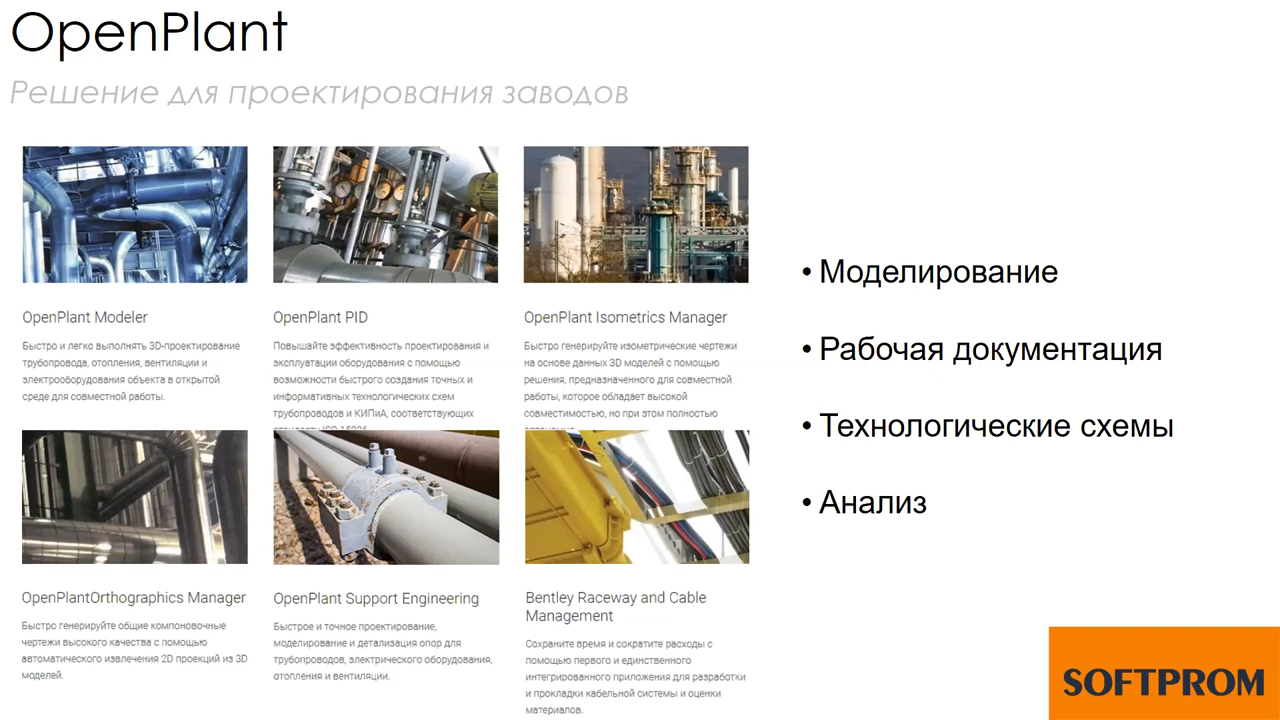 OpenPlant
Решение для проектирования заводов
OpenPlant Modeler
Быстро и легко выполнять 3D-проектирование
трубопровода, отопления, вентиляции и
электрооборудования объекта в открытой
среде для совместной работы.
OpenPlant PID
Повышайте эффективность проектирования и
эксплуатации оборудования с помощью
возможности быстрого создания точных и
информативных технологических схем
трубопроводов и КИПиА, соответствующих
OpenPlant Isometrics Manager
Быстро генерируйте изометрические чертежи
на основе данных 3D моделей с помощью
решения, предназначенного для совместной
работы, которое обладает высокой
совместимостью, но при этом полностью
OpenPlantOrthographics Manager
Быстро генерируйте общие компоновочные
чертежи высокого качества с помощью
автоматического извлечения 2D проекций из 3D
моделей.
OpenPlant Support Engineering
Быстрое и точное проектирование,
моделирование и детализация опор для
трубопроводов, электрического оборудования,
отопления и вентиляции.
Bentley Raceway and Cable
Management
Сохраните время и сократите расходы с
помощью первого и единственного
интегрированного приложения для разработки
и прокладки кабельной системы и оценки
материалов.
• Моделирование
• Рабочая документация
• Технологические схемы
• Анализ
SOFTPROM